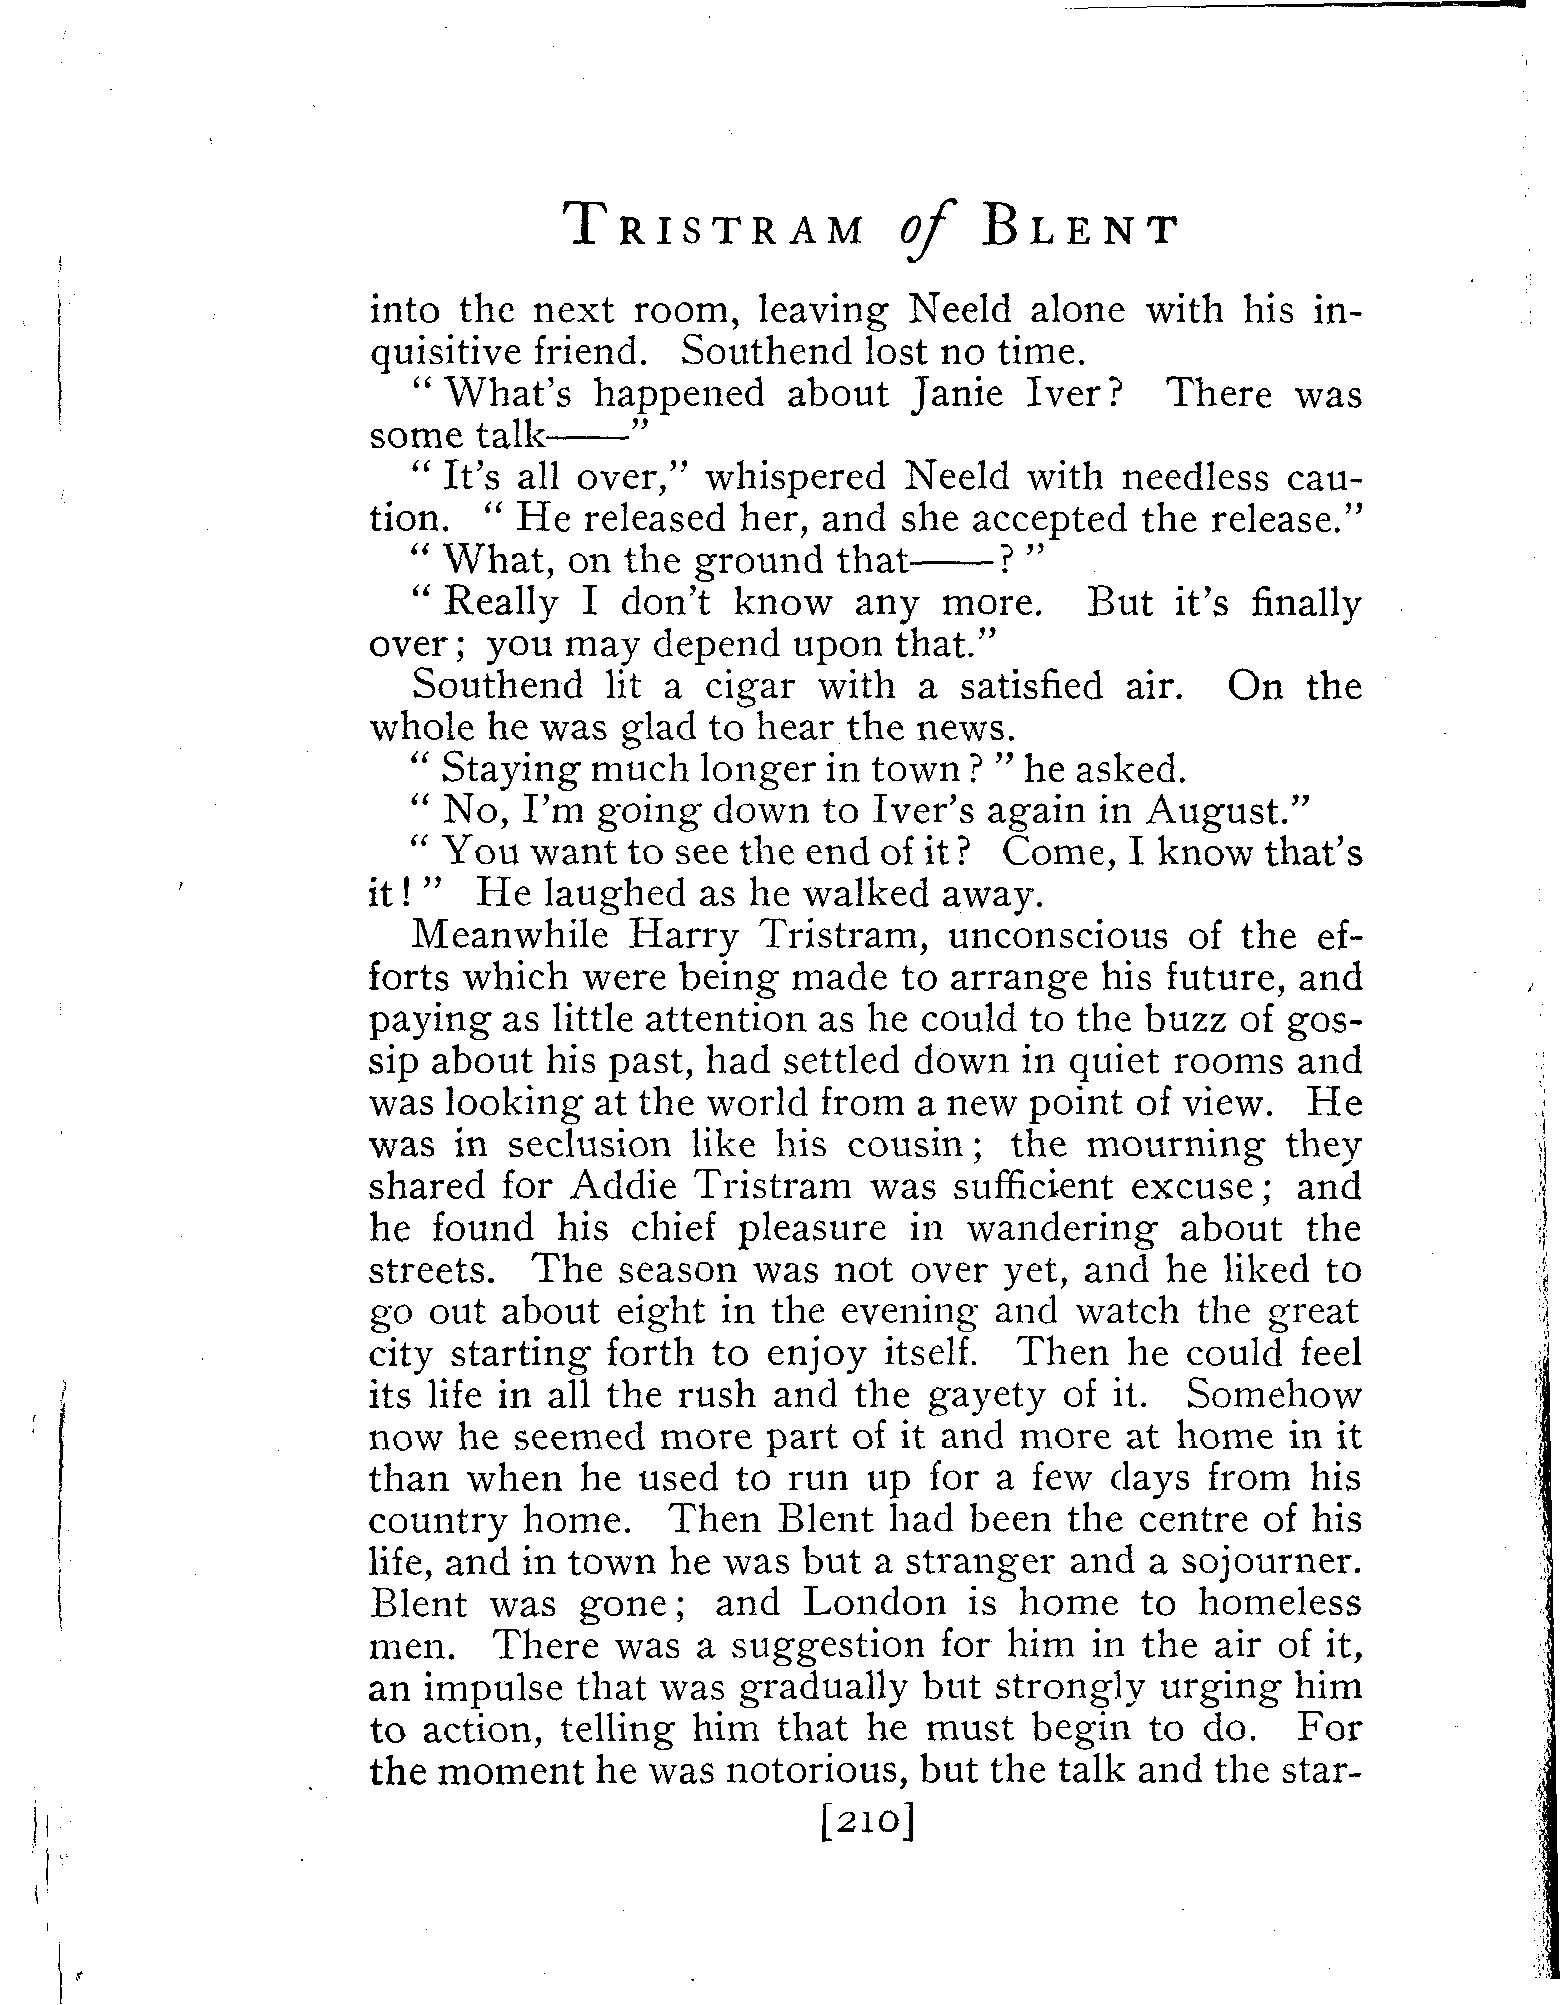 TRISTRAM of BLENT
into the next room, leaving Neeld alone with his in-
quisitive friend. Southend lost no time.
“ What's happened about Janie Iver? There was
some talk——”
“ It's all over,” whispered Neeld with needless cau-
tion. “ He released her, and she accepted the release.”
“ What, on the ground that——? ”
“ Really I don't know any more. But it's finally
over; you may depend upon that.”
Southend lit a cigar with a satisfied air. On the
whole he was glad to hear the news.
“ Staying much longer in town? ” he asked.
“ No, I'm going down to Iver's again in August.”
“ You want to see the end of it? Come, I know that's
it! ” He laughed as he walked away.
Meanwhile Harry Tristram, unconscious of the ef-
forts which were being made to arrange his future, and
paying as little attention as he could to the buzz of gos-
sip about his past, had settled down in quiet rooms and
was looking at the world from a new point of view. He
was in seclusion like his cousin; the mourning they
shared for Addie Tristram was sufficient excuse; and
he found his chief pleasure in wandering about the
streets. The season was not over yet, and he liked to
go out about eight in the evening and watch the great
city starting forth to enjoy itself. Then he could feel
its life in all the rush and the gayety of it. Somehow
now he seemed more part of it and more at home in it
than when he used to run up for a few days from his
country home. Then Blent had been the centre of his
life, and in town he was but a stranger and a sojourner.
Blent was gone; and London is home to homeless
men. There was a suggestion for him in the air of it,
an impulse that was gradually but strongly urging him
to action, telling him that he must begin to do. For
the moment he was notorious, but the talk and the star-
[210]